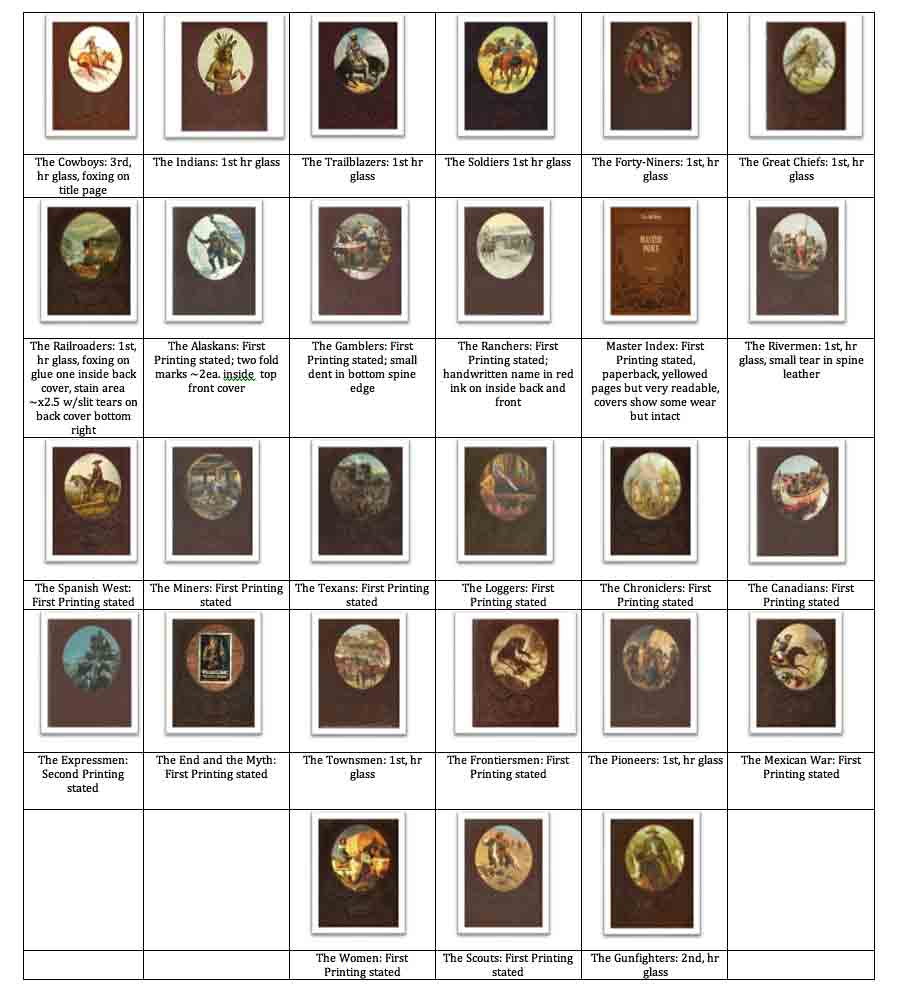 The Cowboys: 3rd,
hr glass, foxing on
title page
The Indians: 1st hr glass
The Trailblazers: 1st hr
glass
The Soldiers 1st hr glass
The Forty-Niners: 1st, hr
glass
The Great Chiefs: 1st, hr
glass
MASTER
INDEX
The Railroaders: 1st,
hr glass, foxing on
glue one inside back
cover, stain area
~x2.5 w/slit tears on
back cover bottom
right
The Alaskans: First
Printing stated; two fold
marks ~2ea. inside top
front cover
The Gamblers: First
Printing stated; small
dent in bottom spine
edge
The Ranchers: First
Printing stated;
handwritten name in red
ink on inside back and
front
Master Index: First
Printing stated,
paperback, yellowed
pages but very readable,
covers show some wear
but intact
The Rivermen: 1st, hr
glass, small tear in spine
leather
The Spanish West:
First Printing stated
The Miners: First Printing
stated
The Texans: First Printing
stated
The Loggers: First
Printing stated
The Chroniclers: First
Printing stated
The Canadians: First
Printing stated
The Expressmen:
Second Printing
stated
The End and the Myth:
First Printing stated
The Townsmen: 1st, hr
glass
The Frontiersmen: First
Printing stated
The Pioneers: 1st, hr glass
The Mexican War: First
Printing stated
The Women: First
Printing stated
The Scouts: First Printing
stated
The Gunfighters: 2nd, hr
glass